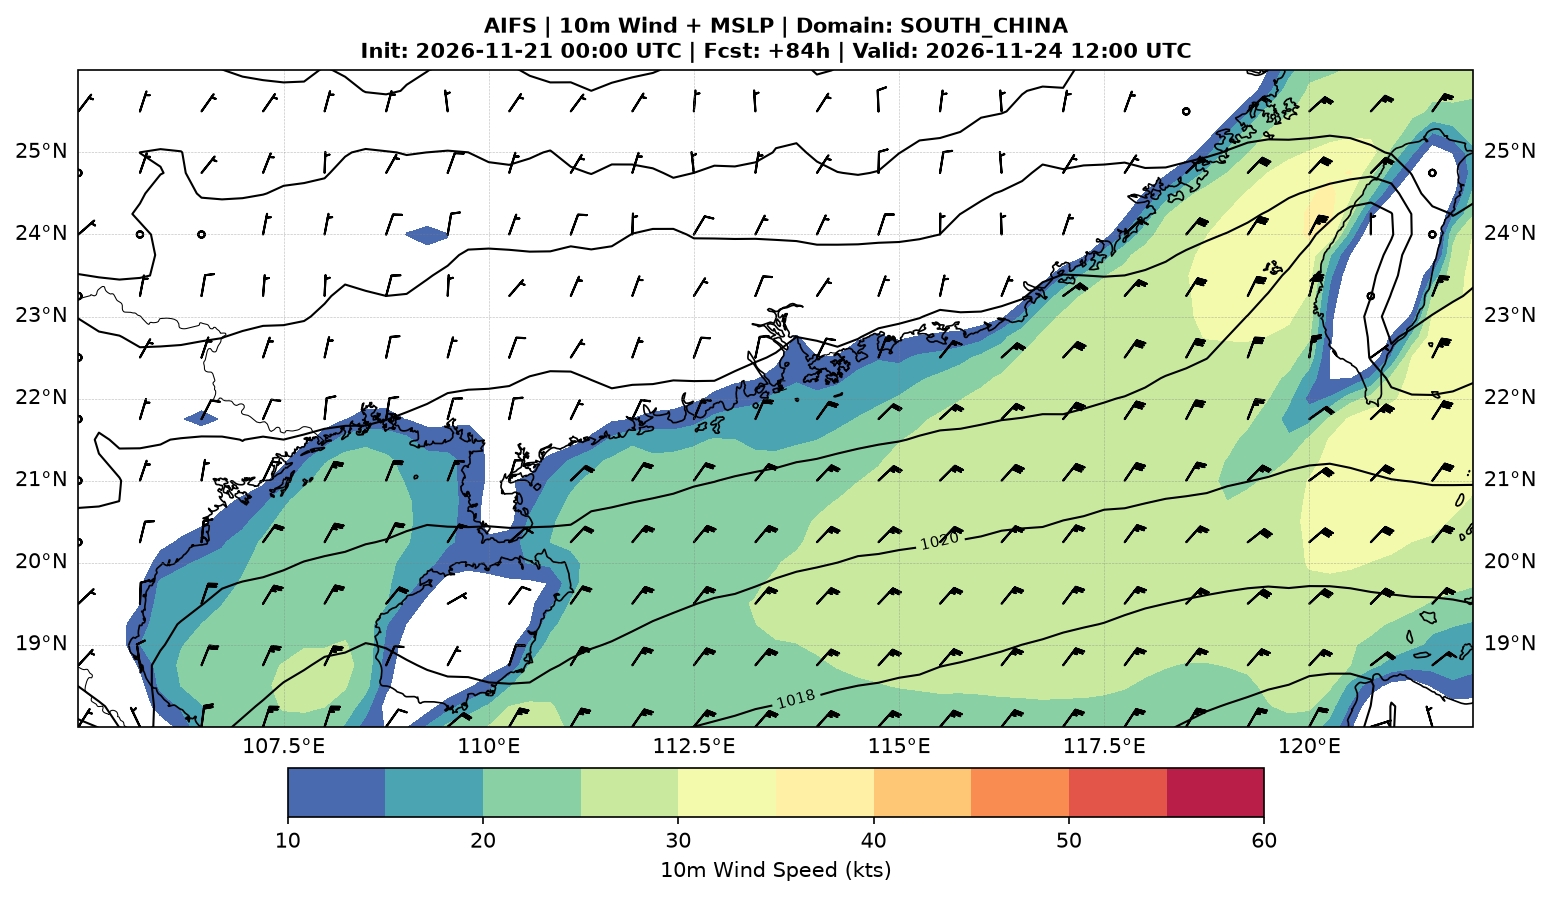 AIFS | 10m Wind + MSLP | Domain: SOUTH_CHINA
Init: 2026-11-21 00:00 UTC | Fcst: +84h | Valid: 2026-11-24 12:00 UTC
25°N 25°N
24°N 24°N
23°N 23°N
22°N 22°N
21°N 21°N
1020
20°N 20°N
19°N 19°N
1018
107.5°E 110°E 112.5°E 115°E 117.5°E 120°E
10 20 30 40 50 60
10m Wind Speed (kts)